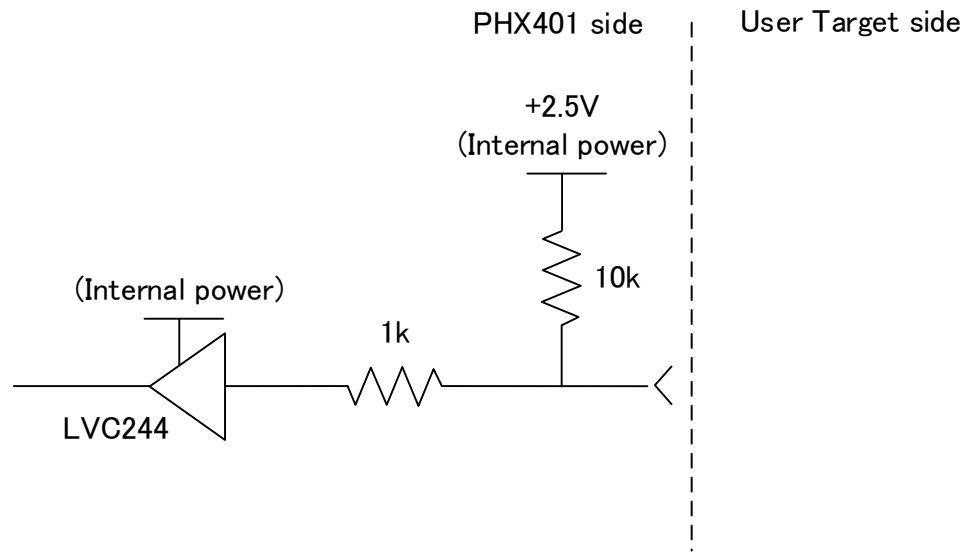 PHX401 side
User Target side
+2.5V
(Internal power)
10k
(Internal power)
1k
LVC244